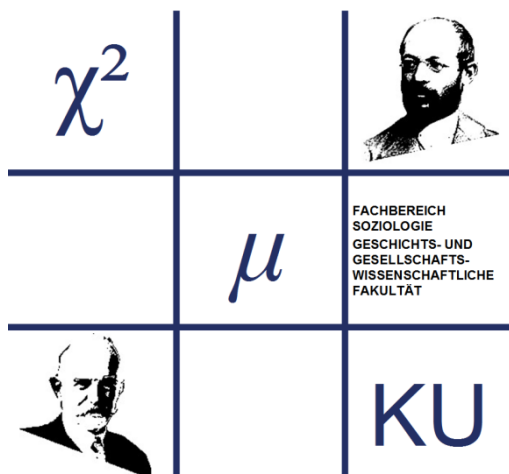 χ²
FACHBEREICH
SOZIOLOGIE
GESCHICHTS- UND
GESELLSCHAFTS-
WISSENSCHAFTLICHE
FAKULTÄT
μ
KU